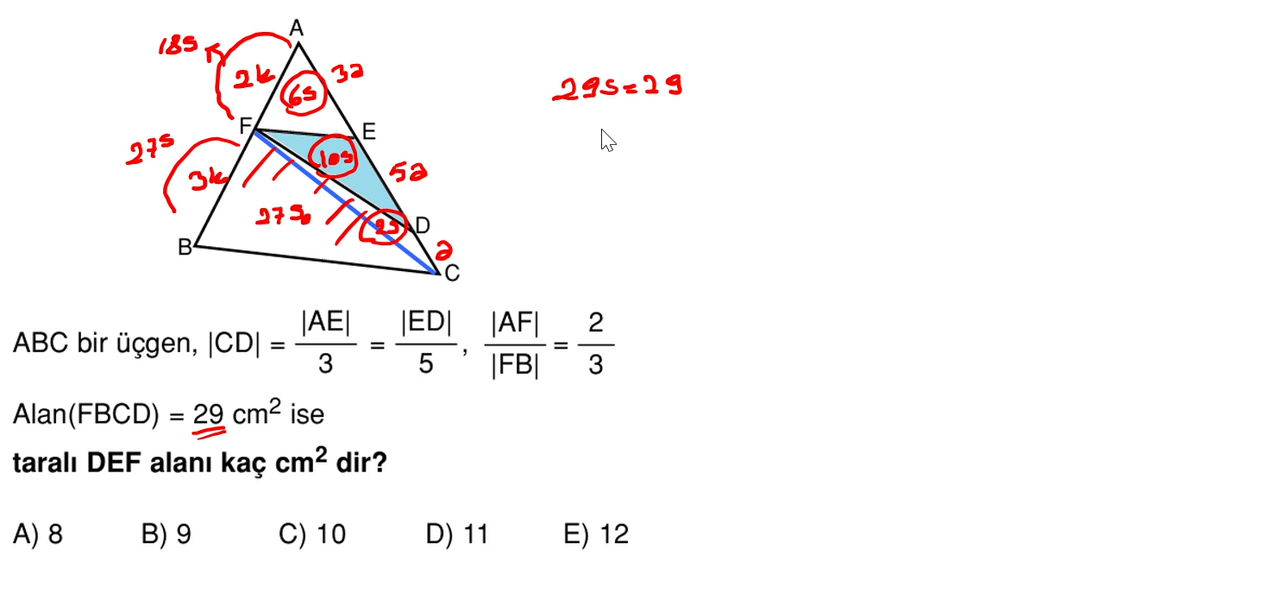 A
18s
2k
6s
3a
29s=29
F
E
27s
10s
5a
3k
27s
2s
D
B
a
C
ABC bir üçgen, |CD| = |AE|/3 = |ED|/5, |AF|/|FB| = 2/3
Alan(FBCD) = 29 cm² ise
taralı DEF alanı kaç cm² dir?
A) 8 B) 9 C) 10 D) 11 E) 12